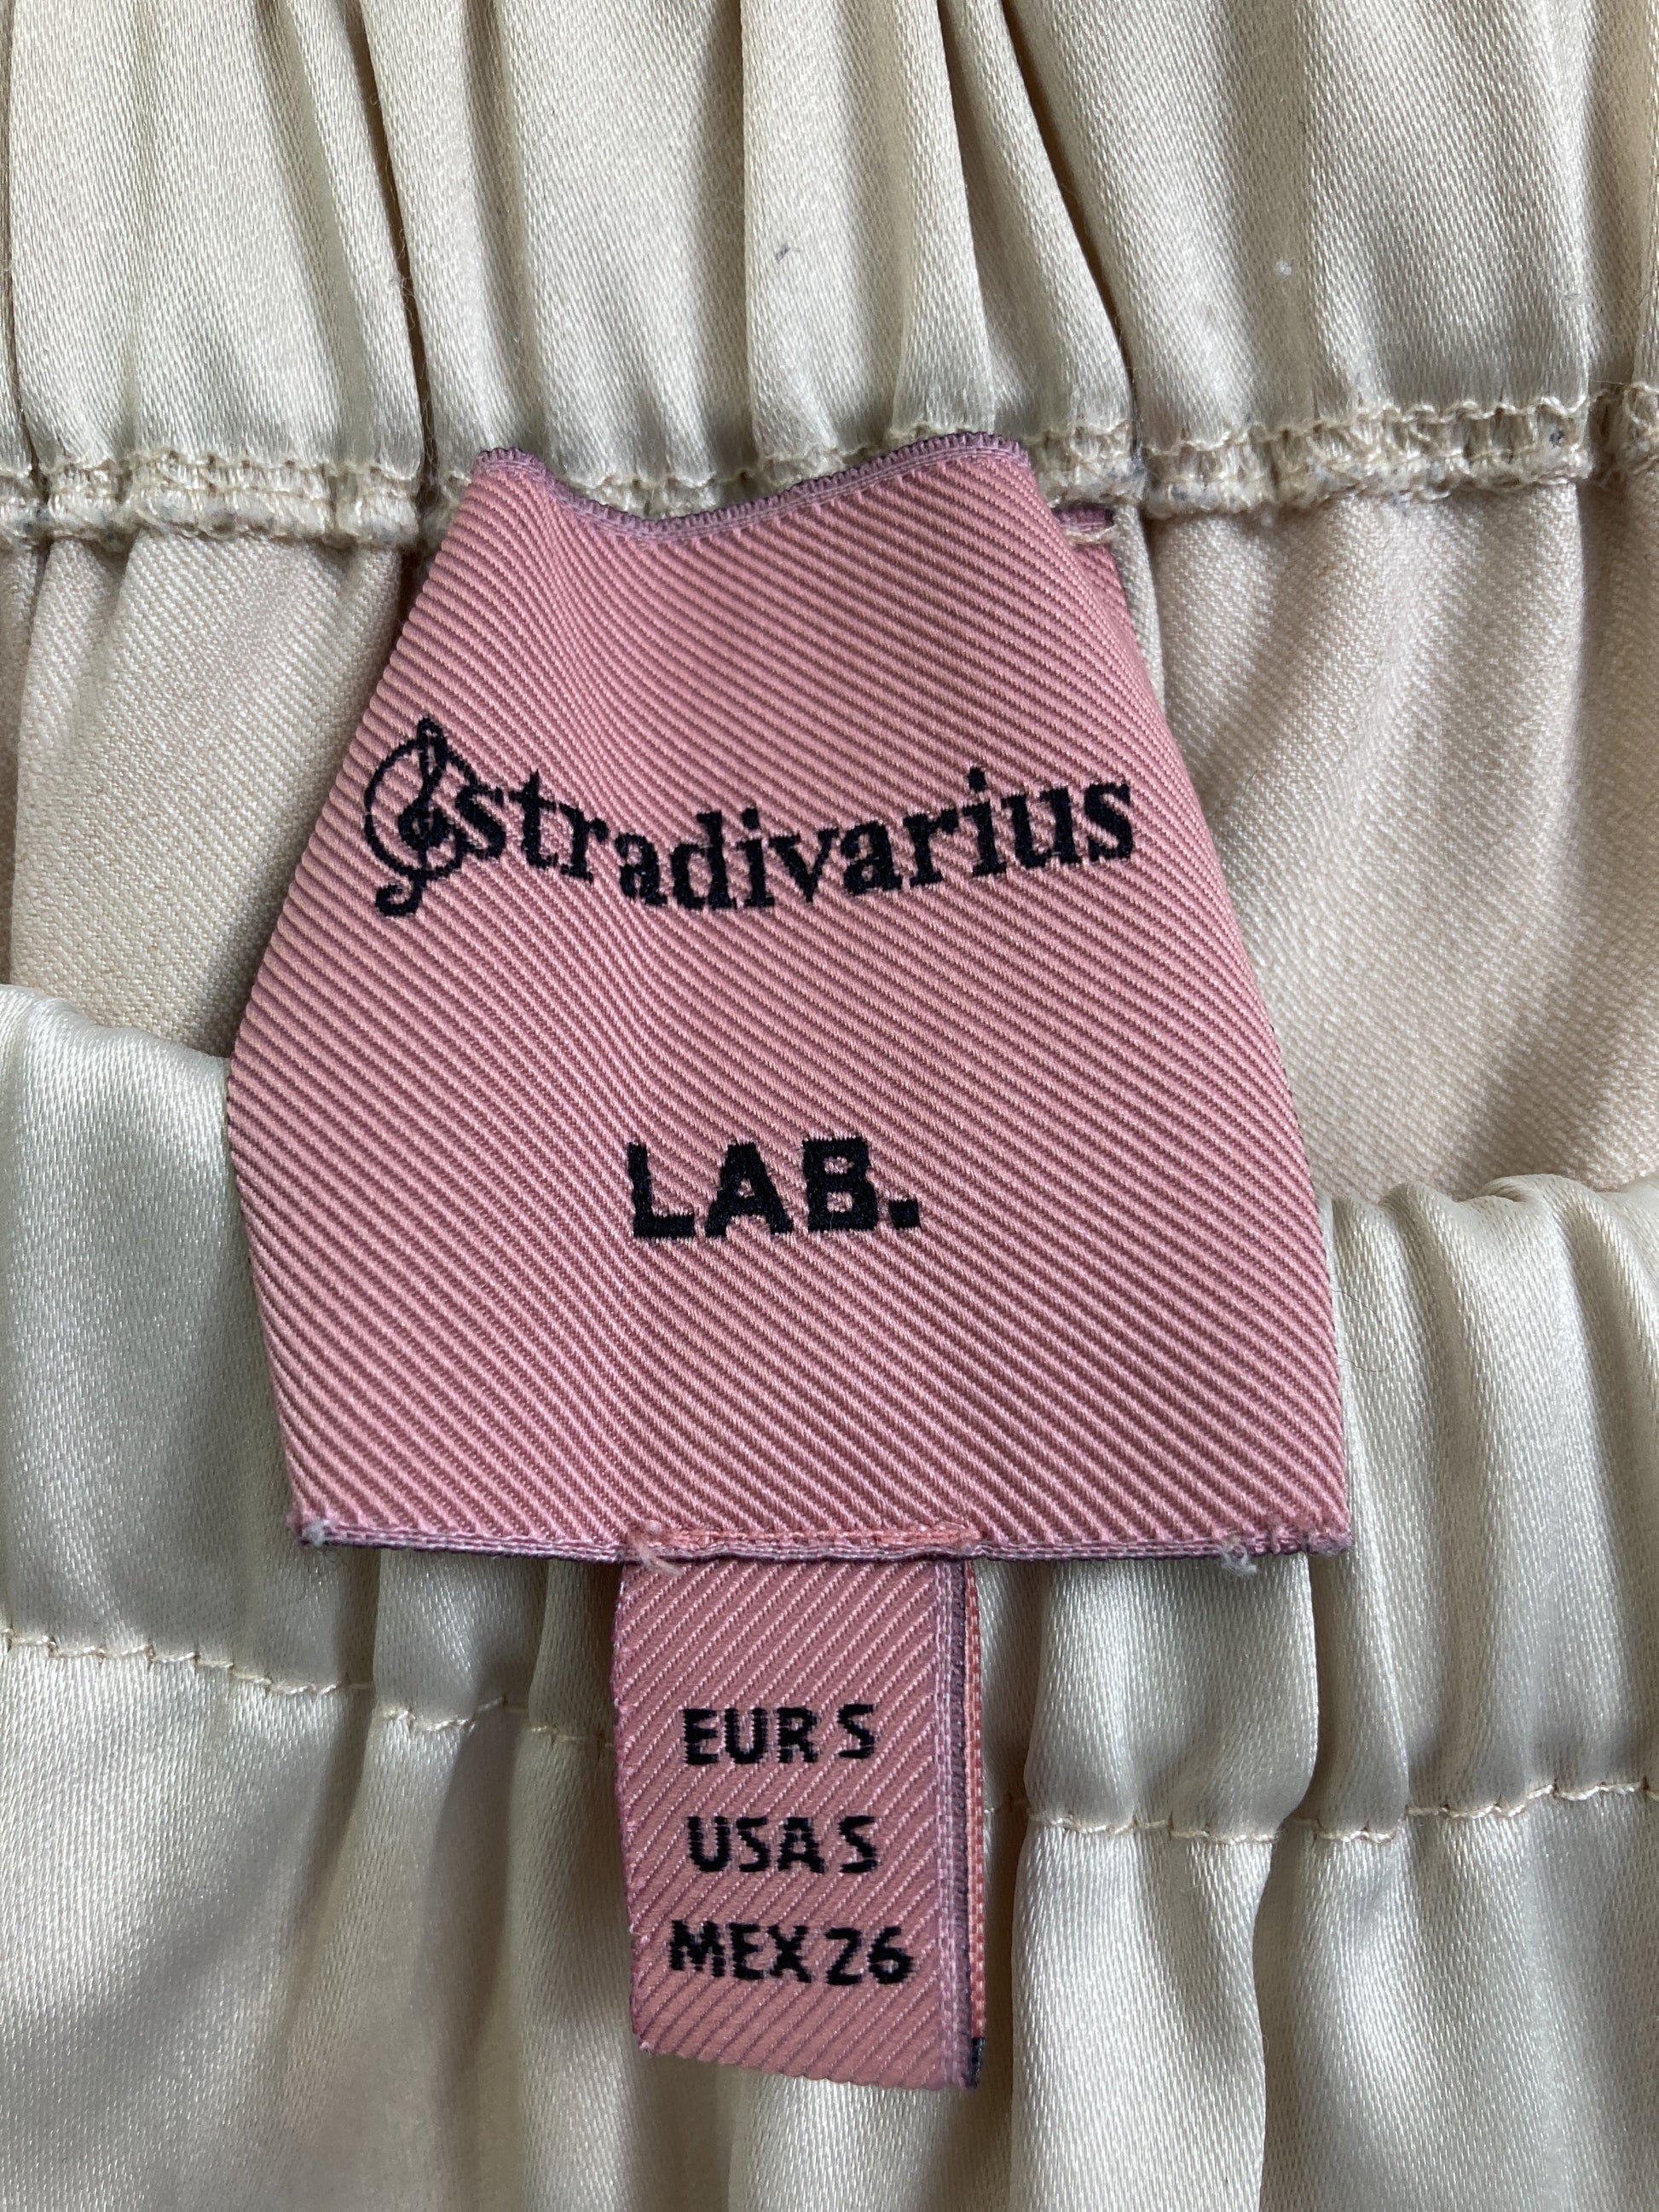 stradivarius
LAB.
EUR S
USA S
MEX 26